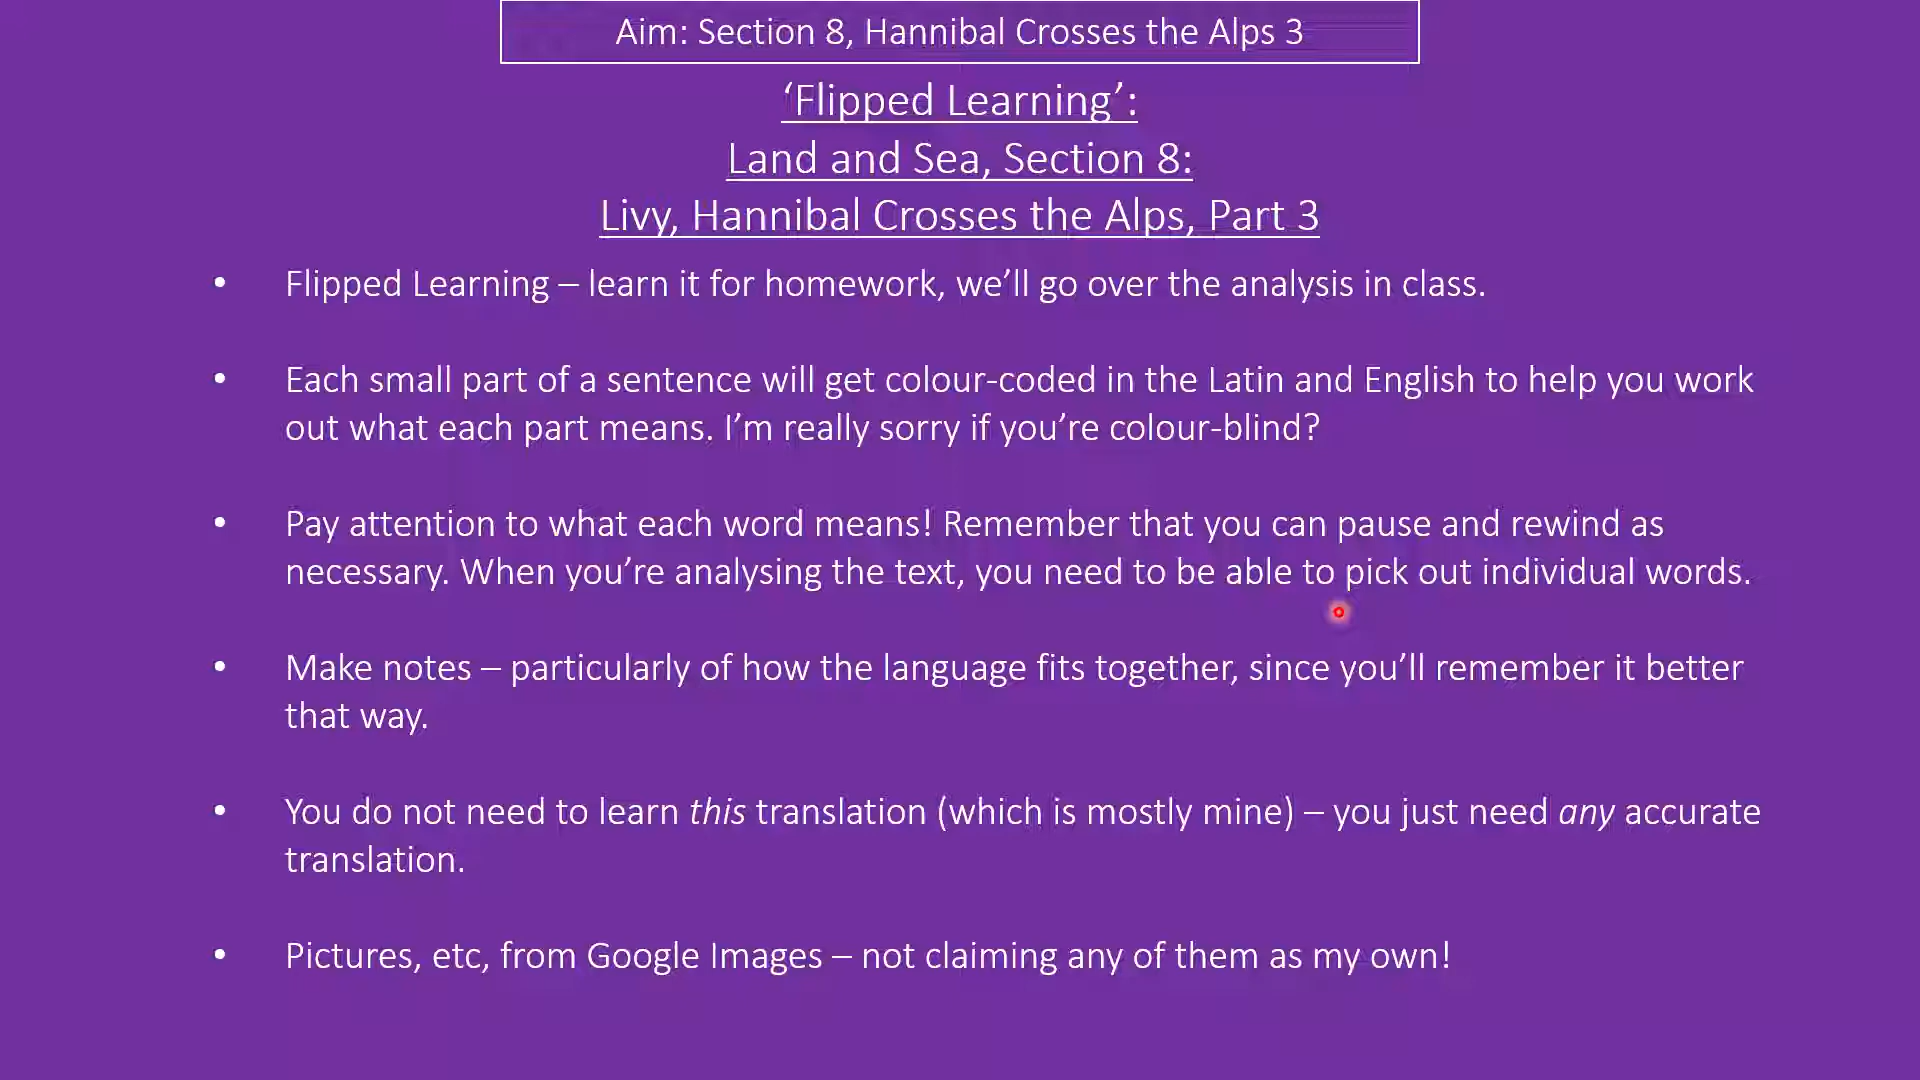 Aim: Section 8, Hannibal Crosses the Alps 3
‘Flipped Learning’:
Land and Sea, Section 8:
Livy, Hannibal Crosses the Alps, Part 3
• Flipped Learning – learn it for homework, we’ll go over the analysis in class.
• Each small part of a sentence will get colour-coded in the Latin and English to help you work
out what each part means. I’m really sorry if you’re colour-blind?
• Pay attention to what each word means! Remember that you can pause and rewind as
necessary. When you’re analysing the text, you need to be able to pick out individual words.
• Make notes – particularly of how the language fits together, since you’ll remember it better
that way.
• You do not need to learn this translation (which is mostly mine) – you just need any accurate
translation.
• Pictures, etc, from Google Images – not claiming any of them as my own!